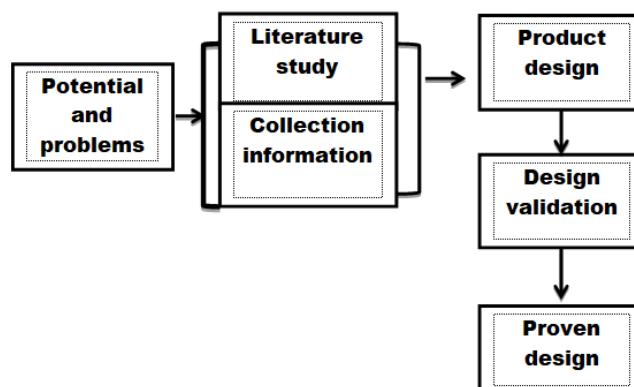 Potential
and
problems
Literature
study
Collection
information
Product
design
Design
validation
Proven
design